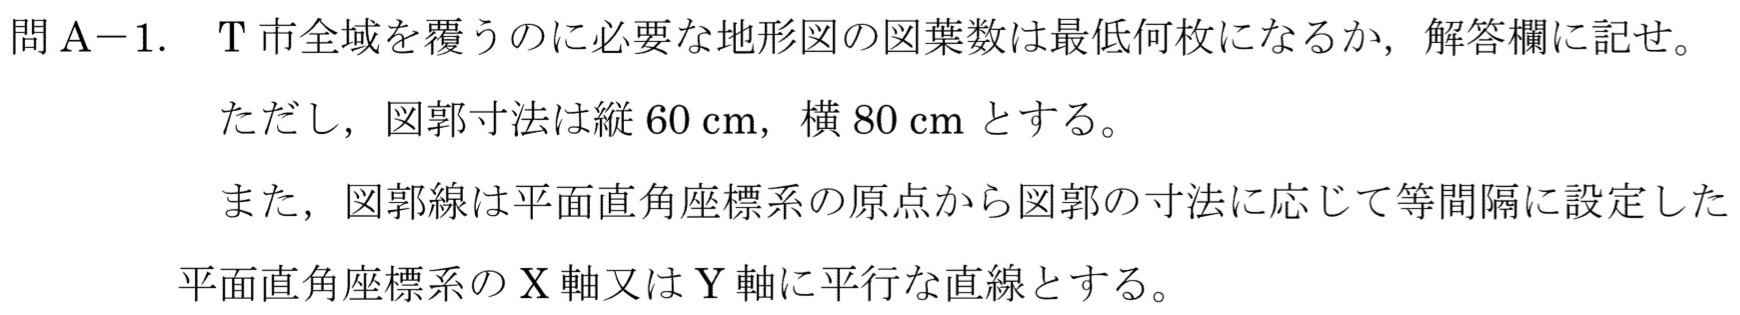 問A－1.　T市全域を覆うのに必要な地形図の図葉数は最低何枚になるか，解答欄に記せ。
ただし，図郭寸法は縦 60 cm，横 80 cm とする。
また，図郭線は平面直角座標系の原点から図郭の寸法に応じて等間隔に設定した
平面直角座標系の X 軸又は Y 軸に平行な直線とする。